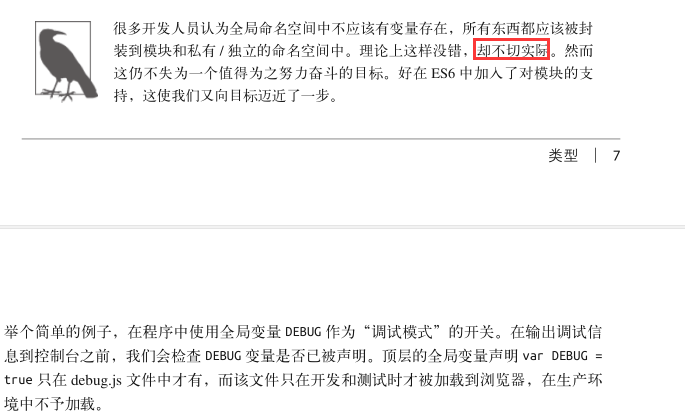 很多开发人员认为全局命名空间中不应该有变量存在，所有东西都应该被封
装到模块和私有 / 独立的命名空间中。理论上这样没错，却不切实际。然而
这仍不失为一个值得为之努力奋斗的目标。好在 ES6 中加入了对模块的支
持，这使我们又向目标迈近了一步。
类型 | 7
举个简单的例子，在程序中使用全局变量 DEBUG 作为“调试模式”的开关。在输出调试信
息到控制台之前，我们会检查 DEBUG 变量是否已被声明。顶层的全局变量声明 var DEBUG =
true 只在 debug.js 文件中才有，而该文件只在开发和测试时才被加载到浏览器，在生产环
境中不予加载。